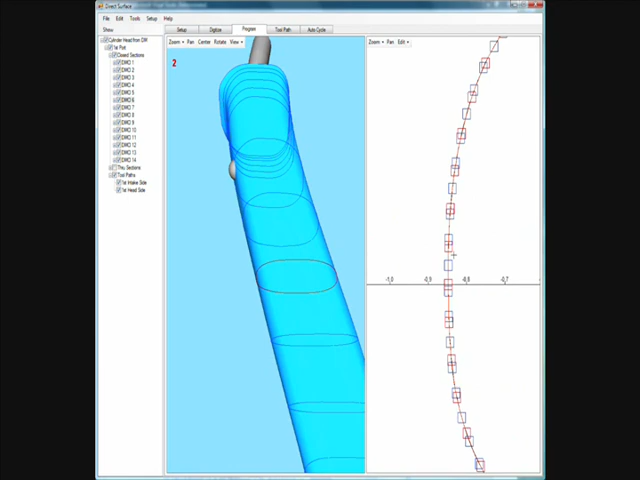 Direct Surface
File Edit Tools Setup Help
Show
Setup Digitize Program Tool Path Auto Cycle
Cylinder Head from DW
1st Port
Closed Sections
DMO 1
DMO 2
DMO 3
DMO 4
DMO 5
DMO 6
DMO 7
DMO 8
DMO 9
DMO 10
DMO 11
DMO 12
DMO 13
DMO 14
Thru Sections
Tool Paths
1st Intake Side
1st Head Side
Zoom Pan Center Rotate View
2
Zoom Pan Edit
-1,0 -0,9 -0,8 -0,7